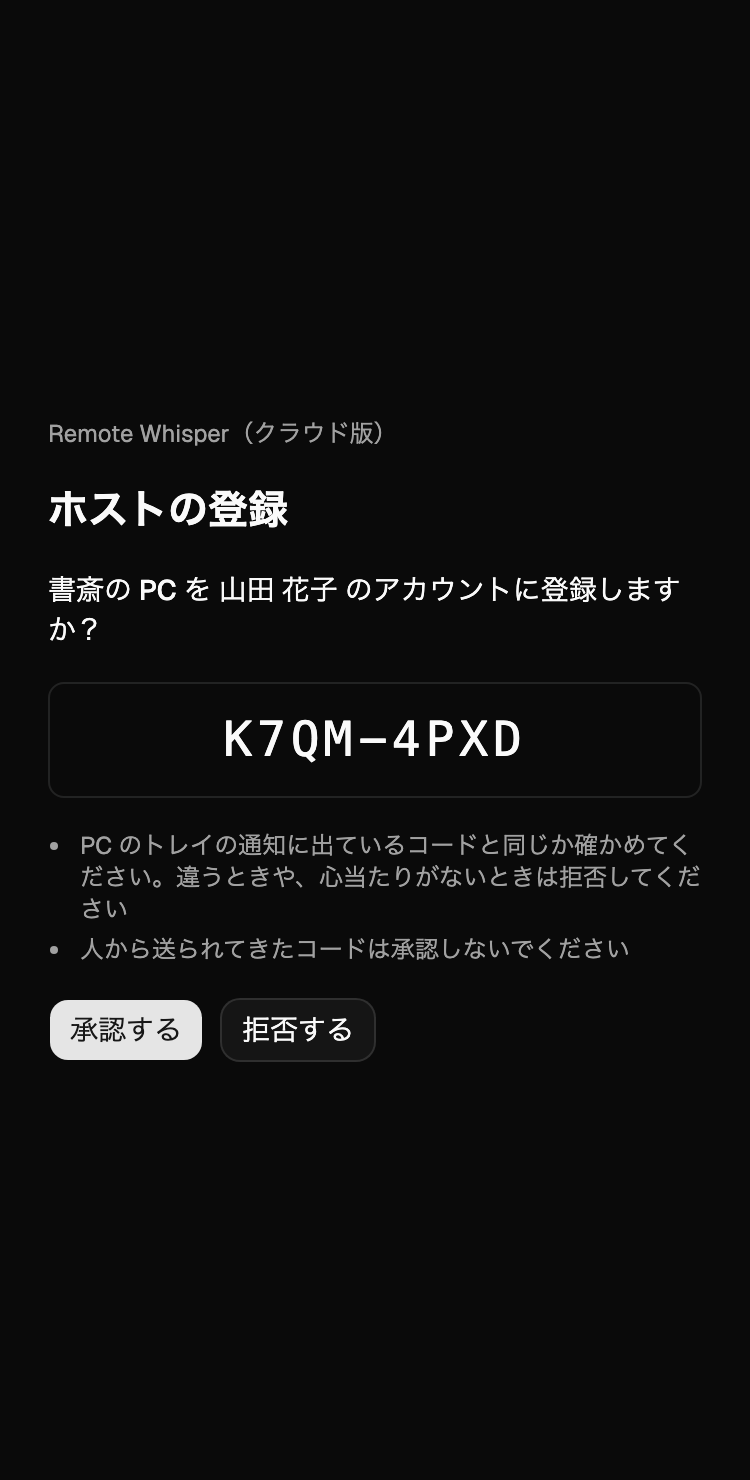 Remote Whisper（クラウド版）
ホストの登録
書斎の PC を 山田 花子 のアカウントに登録します
か？
K7QM-4PXD
• PC のトレイの通知に出ているコードと同じか確かめてく
ださい。違うときや、心当たりがないときは拒否してくだ
さい
• 人から送られてきたコードは承認しないでください
承認する 拒否する